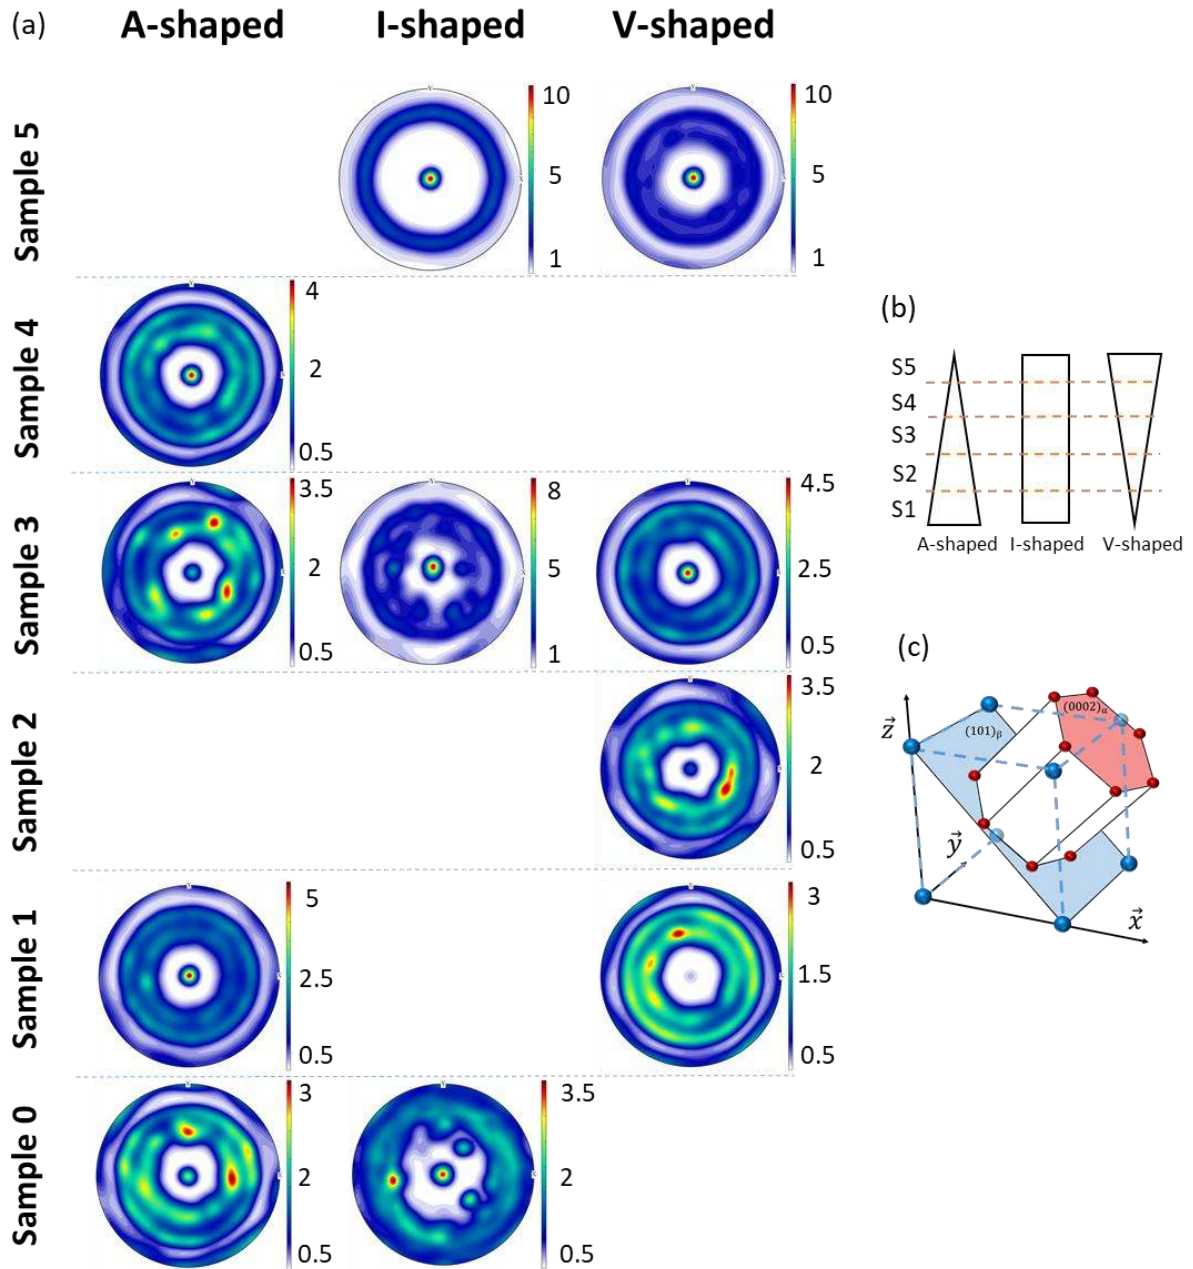 (a)
A-shaped
I-shaped
V-shaped
Sample 5
10
5
1
10
5
1
Sample 4
4
2
0.5
Sample 3
3.5
2
0.5
8
5
1
4.5
2.5
0.5
Sample 2
3.5
2
0.5
Sample 1
5
2.5
0.5
3
1.5
0.5
Sample 0
3
2
0.5
3.5
2
0.5
(b)
S5
S4
S3
S2
S1
A-shaped
I-shaped
V-shaped
(c)
z⃗
(101)β
(0002)α
y⃗
x⃗